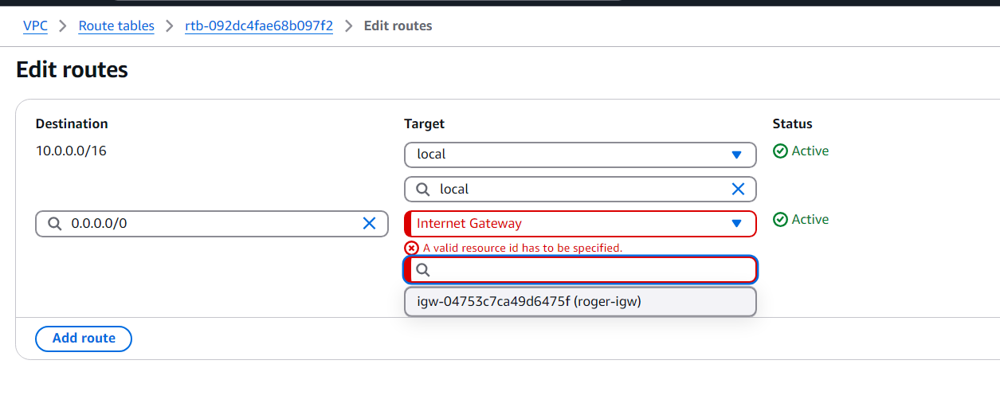 VPC > Route tables > rtb-092dc4fae68b097f2 > Edit routes
Edit routes
Destination Target Status
10.0.0.0/16 local Active
local
0.0.0.0/0 Internet Gateway Active
A valid resource id has to be specified.
igw-04753c7ca49d6475f (roger-igw)
Add route